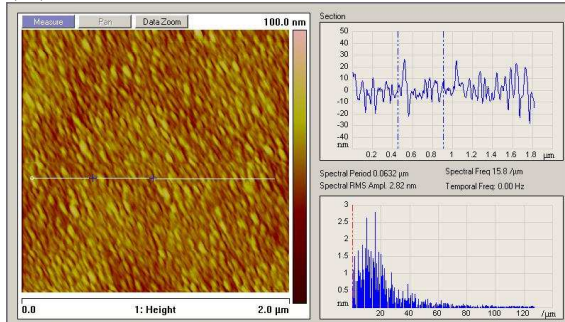 Measure Pan Data Zoom 100.0 nm
0.0 1: Height 2.0 µm
Section
50
40
30
20
10
0
-10
-20
-30
-40
nm
0.2 0.4 0.6 0.8 1 1.2 1.4 1.6 1.8 µm
Spectral Period 0.0632 µm Spectral Freq 15.8 /µm
Spectral RMS Ampl. 2.82 nm Temporal Freq: 0.00 Hz
3
2.5
2
1.5
1
0.5
nm
20 40 60 80 100 120 /µm